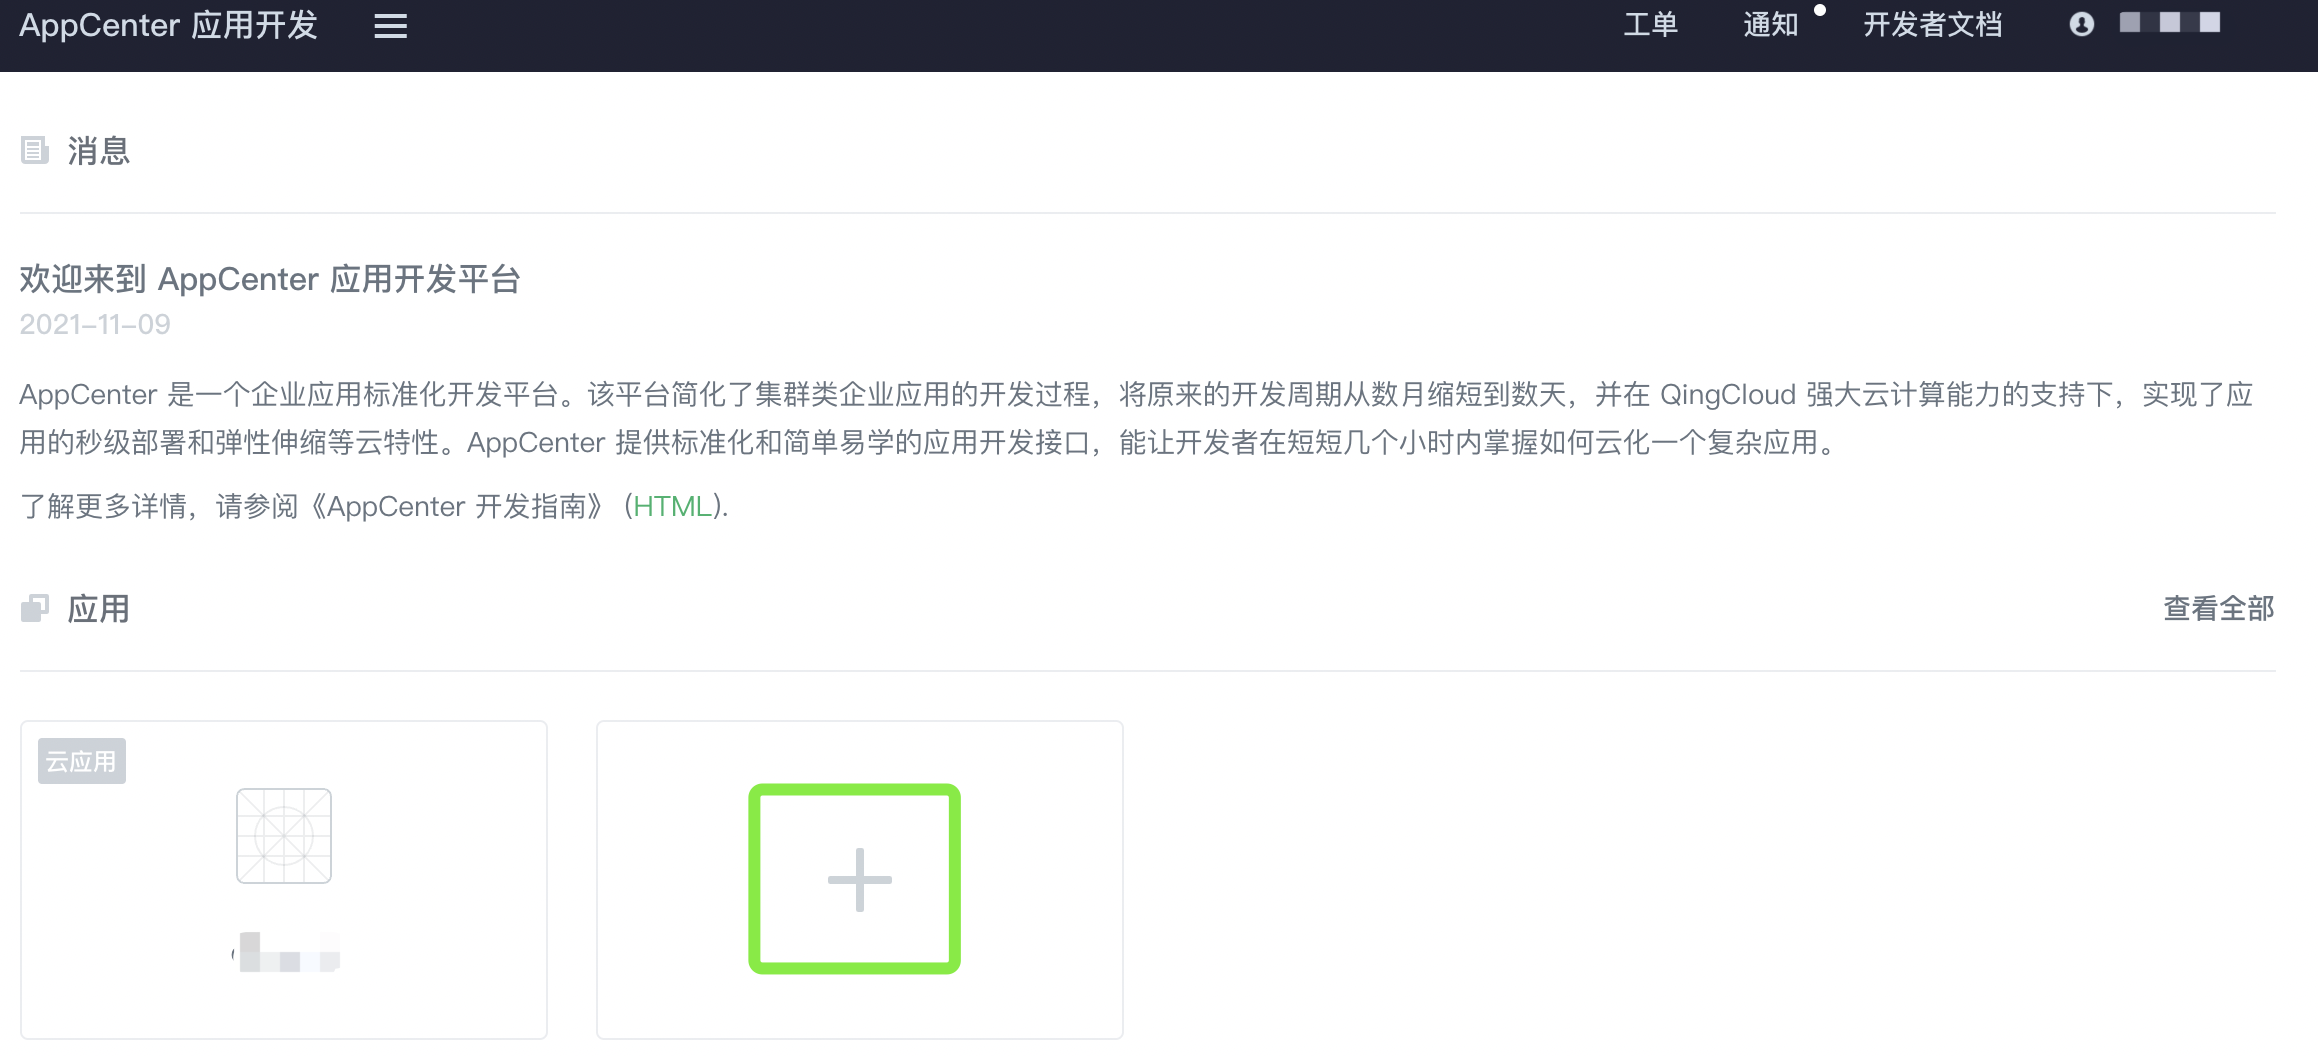 AppCenter 应用开发
工单 通知 开发者文档
消息
欢迎来到 AppCenter 应用开发平台
2021-11-09
AppCenter 是一个企业应用标准化开发平台。该平台简化了集群类企业应用的开发过程，将原来的开发周期从数月缩短到数天，并在 QingCloud 强大云计算能力的支持下，实现了应
用的秒级部署和弹性伸缩等云特性。AppCenter 提供标准化和简单易学的应用开发接口，能让开发者在短短几个小时内掌握如何云化一个复杂应用。
了解更多详情，请参阅《AppCenter 开发指南》 (HTML).
应用 查看全部
云应用